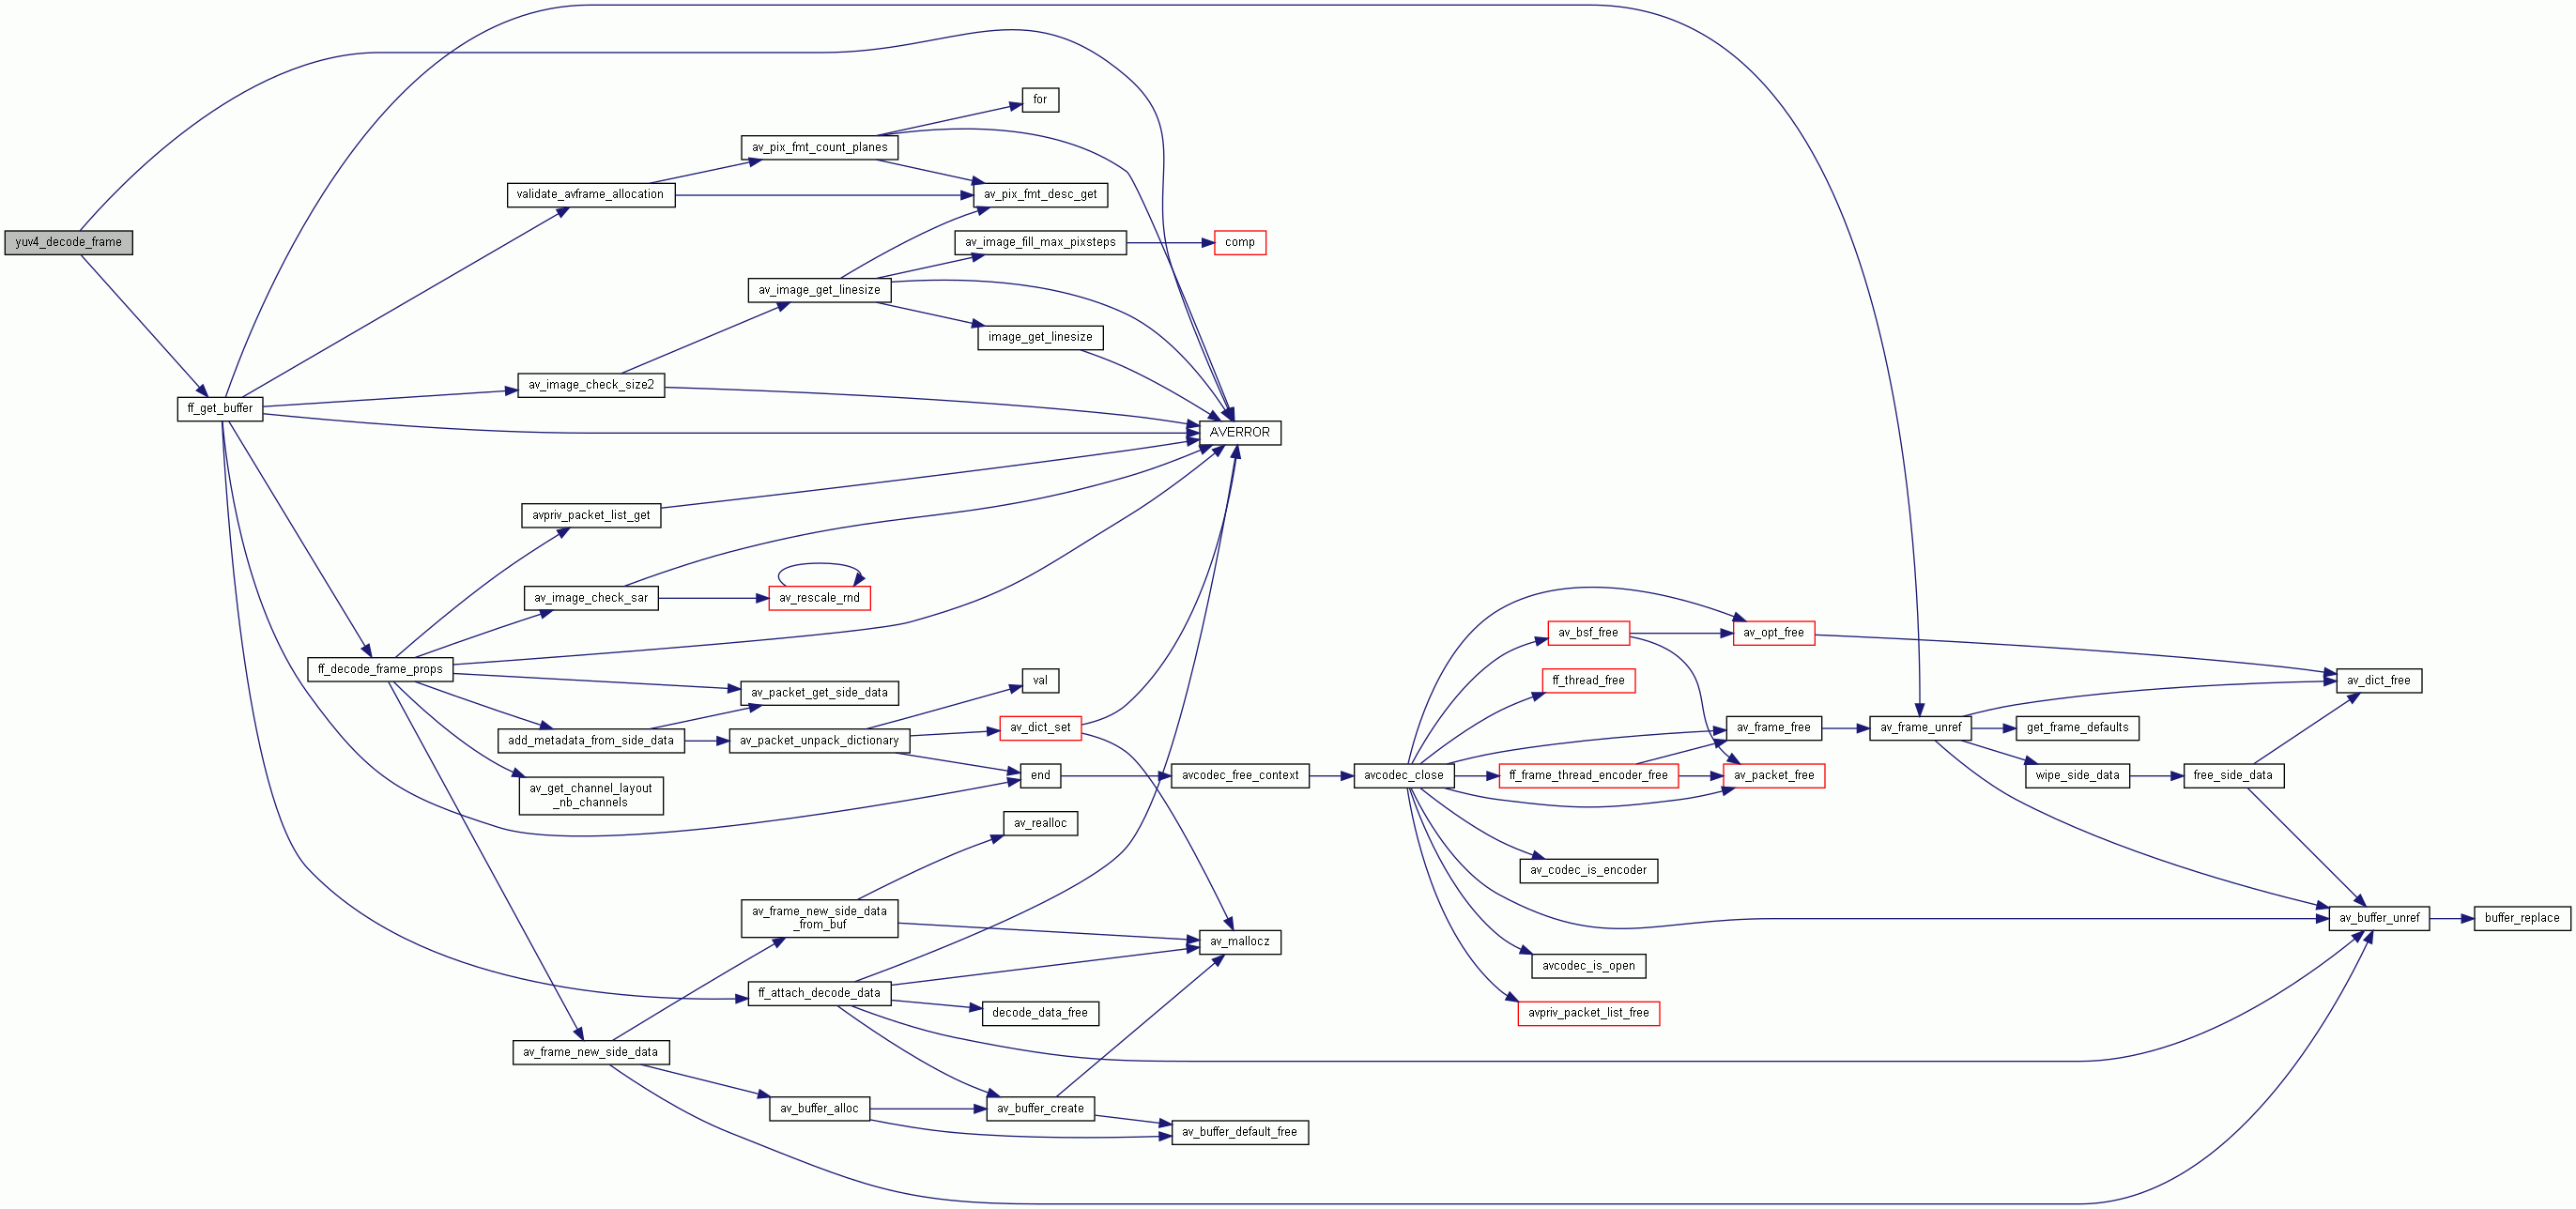 yuv4_decode_frame
ff_get_buffer
validate_avframe_allocation
av_image_check_size2
ff_decode_frame_props
avpriv_packet_list_get
av_image_check_sar
add_metadata_from_side_data
av_get_channel_layout
_nb_channels
av_frame_new_side_data
av_pix_fmt_count_planes
av_image_get_linesize
av_rescale_rnd
av_packet_get_side_data
av_packet_unpack_dictionary
av_frame_new_side_data
_from_buf
ff_attach_decode_data
av_buffer_alloc
for
av_pix_fmt_desc_get
av_image_fill_max_pixsteps
image_get_linesize
val
av_dict_set
end
av_realloc
decode_data_free
av_buffer_create
comp
AVERROR
avcodec_free_context
av_mallocz
av_buffer_default_free
avcodec_close
av_bsf_free
ff_thread_free
ff_frame_thread_encoder_free
av_codec_is_encoder
avcodec_is_open
avpriv_packet_list_free
av_opt_free
av_frame_free
av_packet_free
av_frame_unref
get_frame_defaults
wipe_side_data
free_side_data
av_dict_free
av_buffer_unref
buffer_replace